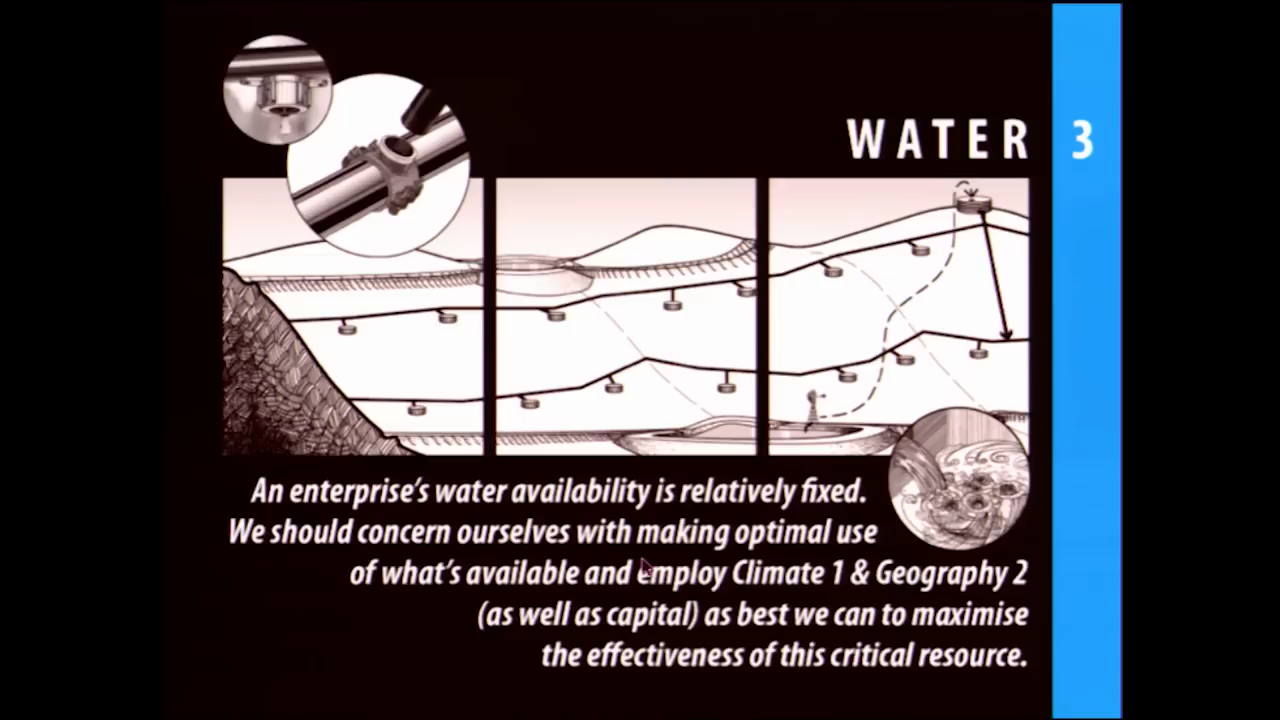 WATER 3
An enterprise's water availability is relatively fixed.
We should concern ourselves with making optimal use
of what's available and employ Climate 1 & Geography 2
(as well as capital) as best we can to maximise
the effectiveness of this critical resource.